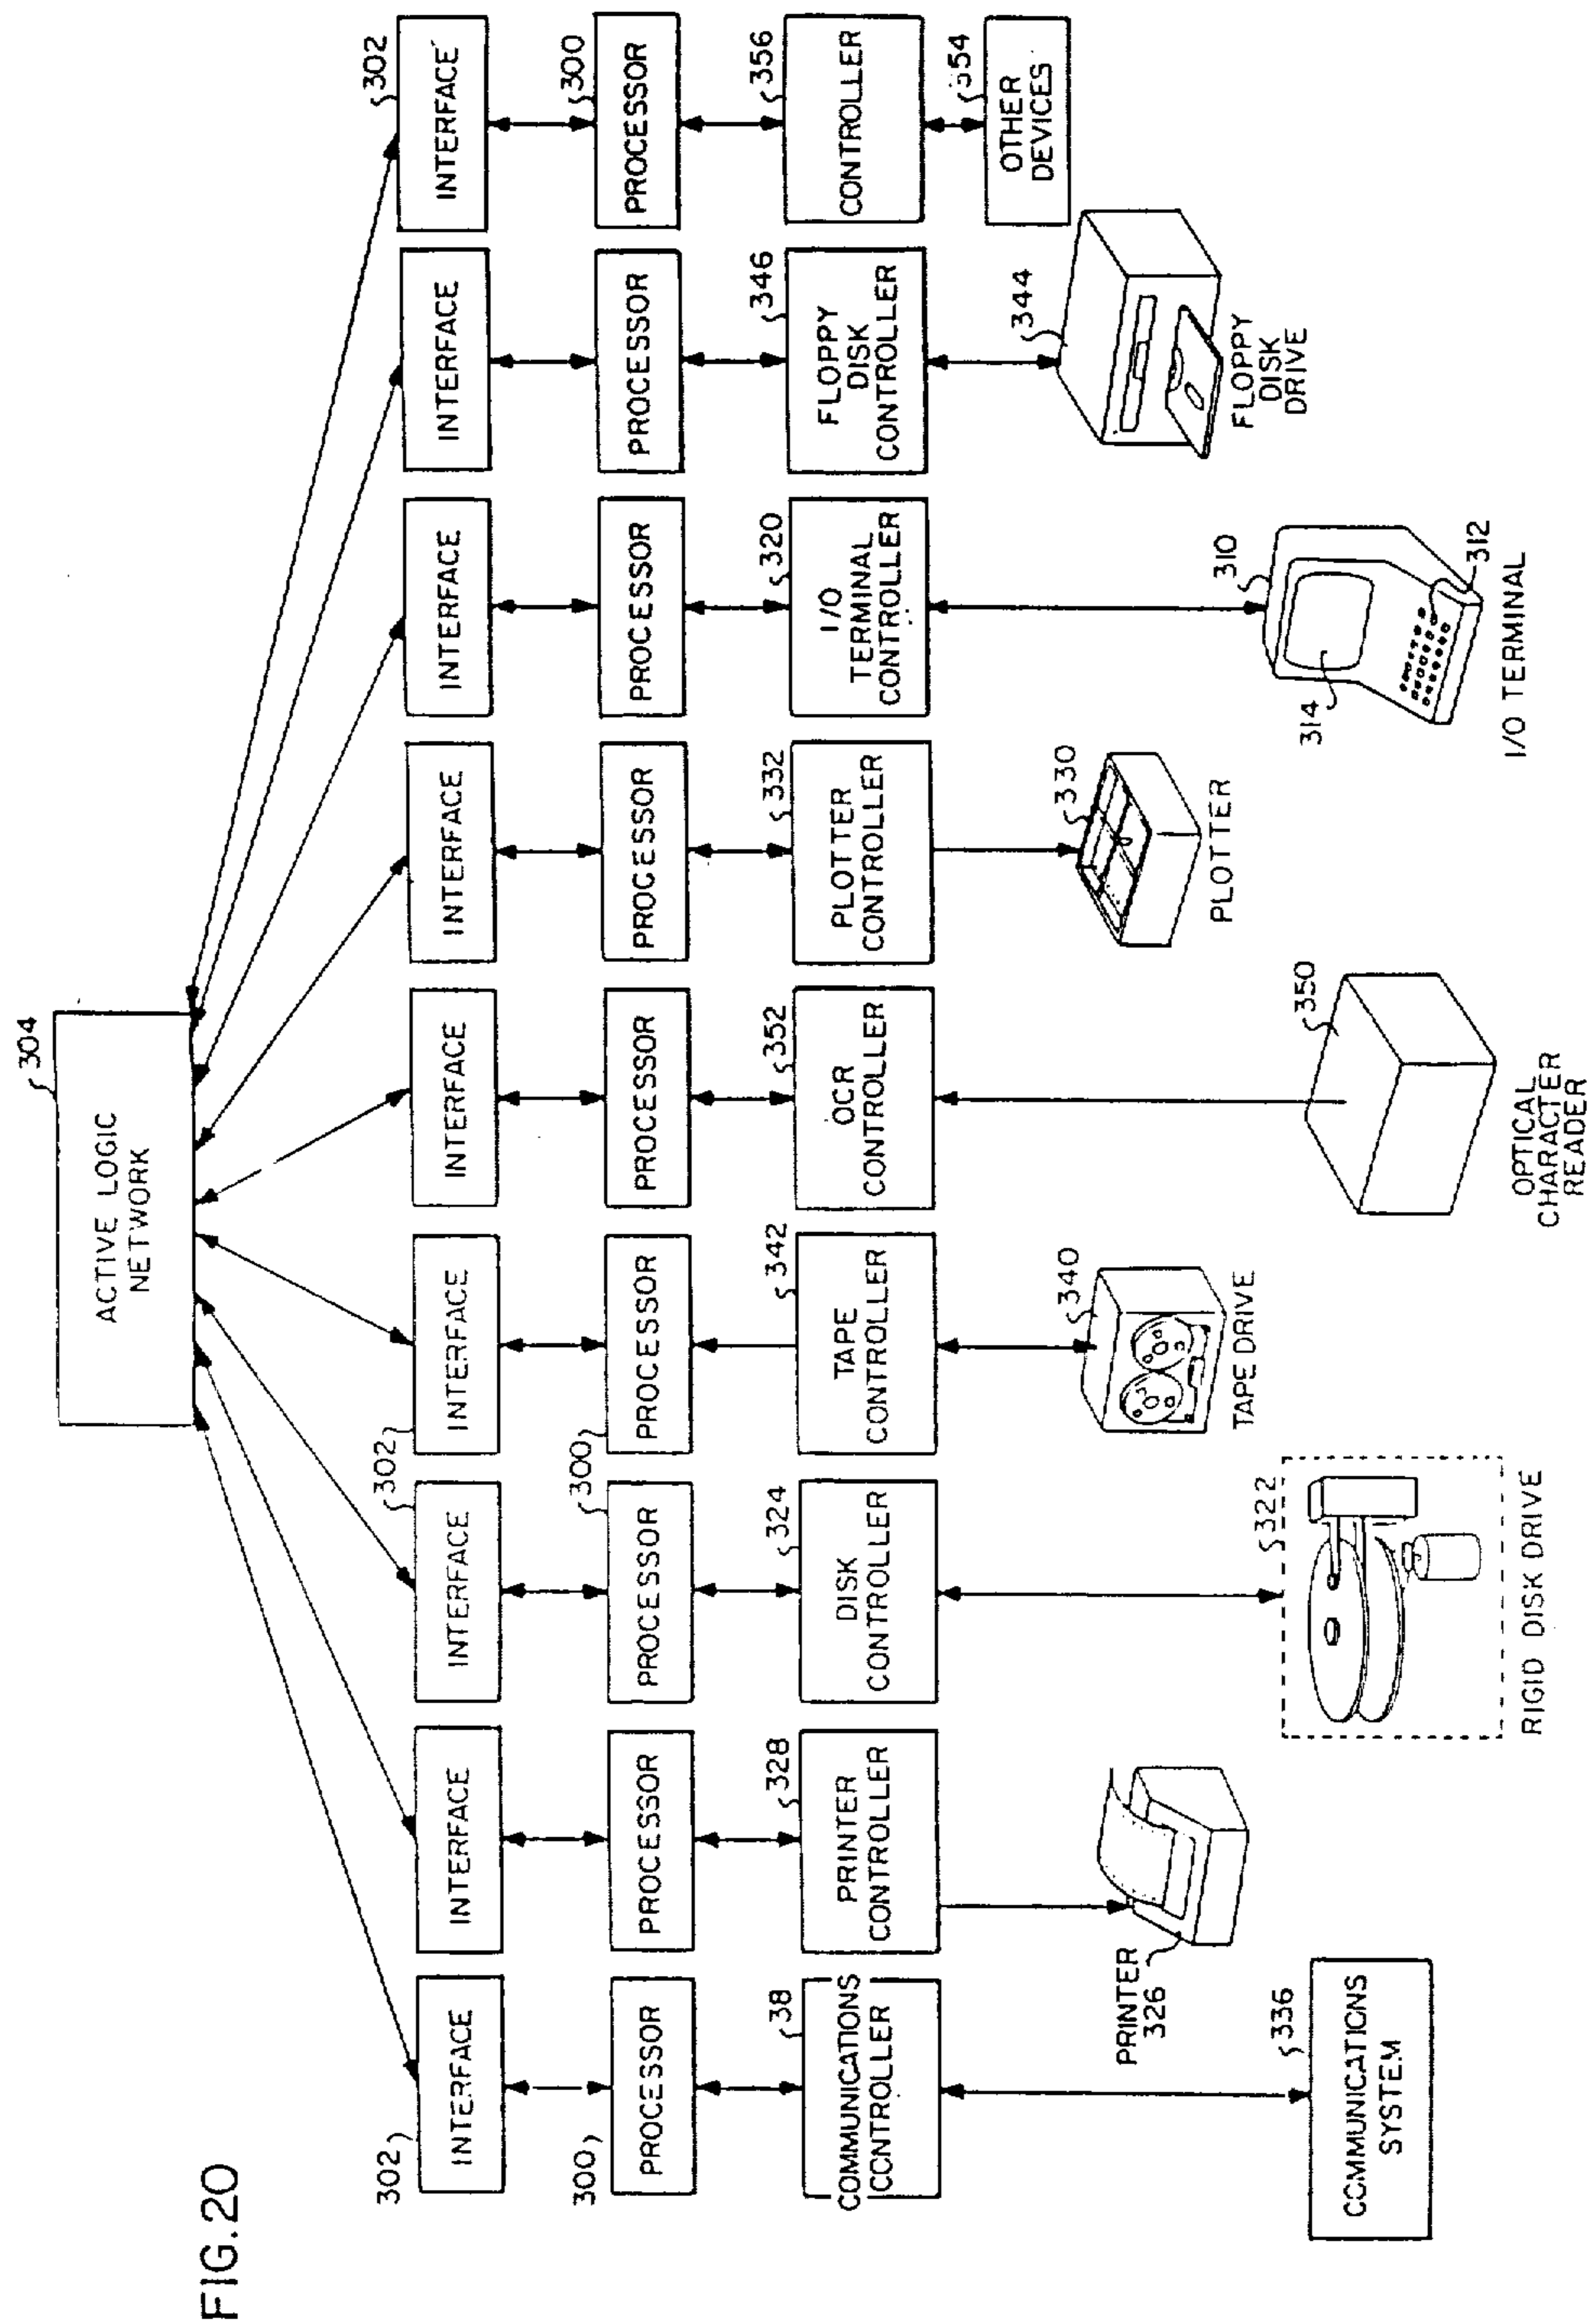 FIG.20
304
ACTIVE LOGIC
NETWORK
302
INTERFACE
INTERFACE
302
INTERFACE
INTERFACE
INTERFACE
INTERFACE
INTERFACE
INTERFACE
302
INTERFACE
300
PROCESSOR
PROCESSOR
300
PROCESSOR
PROCESSOR
PROCESSOR
PROCESSOR
PROCESSOR
PROCESSOR
300
PROCESSOR
38
COMMUNICATIONS
CONTROLLER
328
PRINTER
CONTROLLER
324
DISK
CONTROLLER
342
TAPE
CONTROLLER
352
OCR
CONTROLLER
332
PLOTTER
CONTROLLER
320
I/O
TERMINAL
CONTROLLER
346
FLOPPY
DISK
CONTROLLER
356
CONTROLLER
336
COMMUNICATIONS
SYSTEM
PRINTER
326
322
RIGID DISK DRIVE
340
TAPE DRIVE
350
OPTICAL
CHARACTER
READER
330
PLOTTER
310
314
312
I/O TERMINAL
344
FLOPPY
DISK
DRIVE
354
OTHER
DEVICES